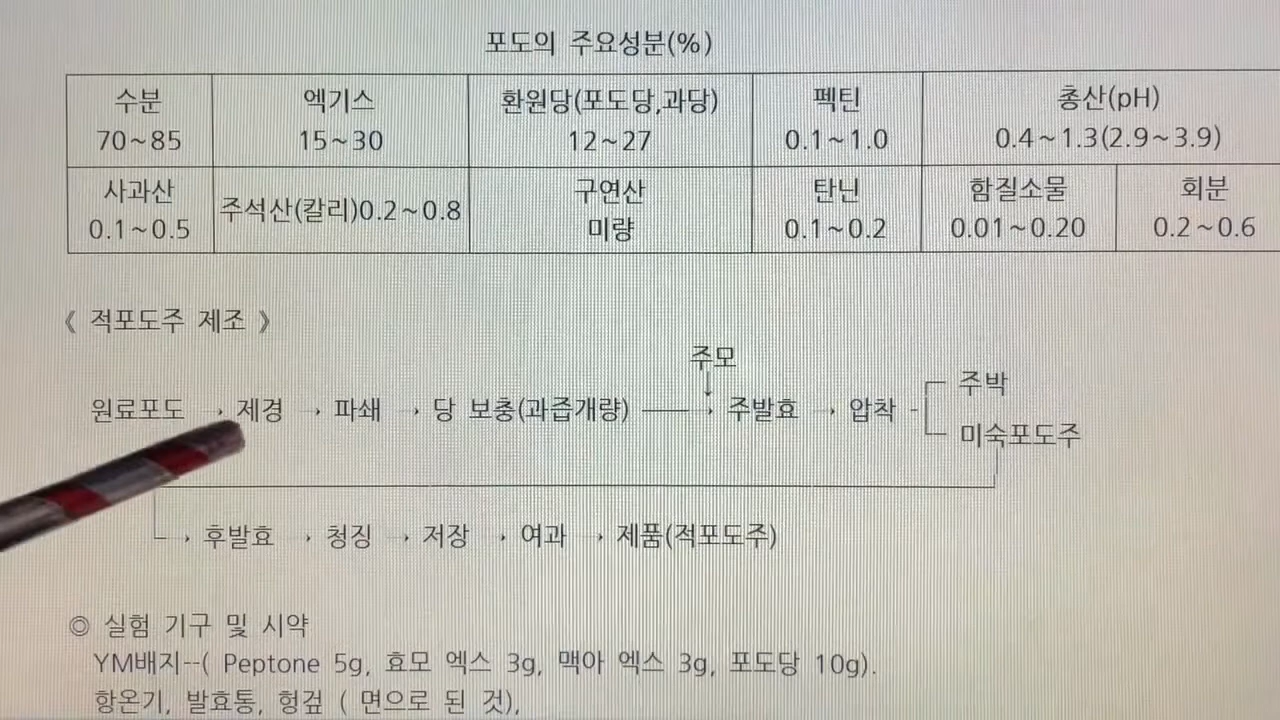 포도의 주요성분(%)
수분 엑기스 환원당(포도당,과당) 펙틴 총산(pH)
70~85 15~30 12~27 0.1~1.0 0.4~1.3(2.9~3.9)
사과산 주석산(칼리)0.2~0.8 구연산 탄닌 함질소물 회분
0.1~0.5 미량 0.1~0.2 0.01~0.20 0.2~0.6
《 적포도주 제조 》
주모
↓
원료포도 → 제경 → 파쇄 → 당 보충(과즙개량) → 주발효 → 압착
주박
미숙포도주
→ 후발효 → 청징 → 저장 → 여과 → 제품(적포도주)
◎ 실험 기구 및 시약
YM배지--( Peptone 5g, 효모 엑스 3g, 맥아 엑스 3g, 포도당 10g).
항온기, 발효통, 헝겊 ( 면으로 된 것),